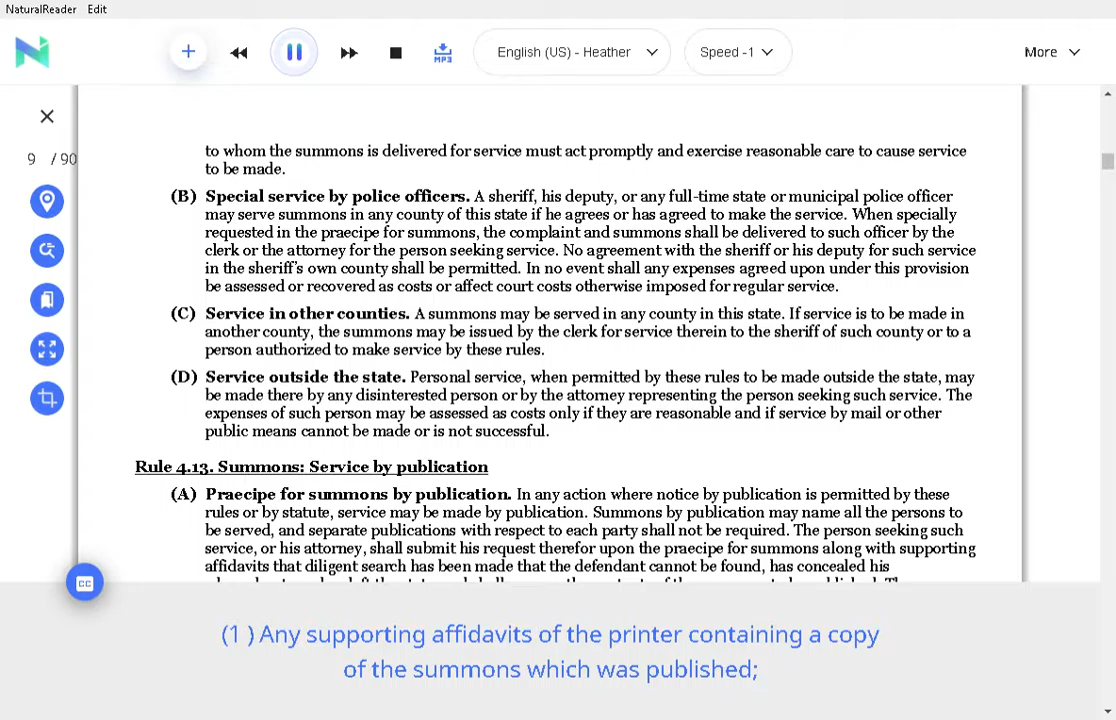 NaturalReader Edit
English (US) - Heather
Speed -1
More
MP3
9 / 90
to whom the summons is delivered for service must act promptly and exercise reasonable care to cause service
to be made.
(B) Special service by police officers. A sheriff, his deputy, or any full-time state or municipal police officer
may serve summons in any county of this state if he agrees or has agreed to make the service. When specially
requested in the praecipe for summons, the complaint and summons shall be delivered to such officer by the
clerk or the attorney for the person seeking service. No agreement with the sheriff or his deputy for such service
in the sheriff's own county shall be permitted. In no event shall any expenses agreed upon under this provision
be assessed or recovered as costs or affect court costs otherwise imposed for regular service.
(C) Service in other counties. A summons may be served in any county in this state. If service is to be made in
another county, the summons may be issued by the clerk for service therein to the sheriff of such county or to a
person authorized to make service by these rules.
(D) Service outside the state. Personal service, when permitted by these rules to be made outside the state, may
be made there by any disinterested person or by the attorney representing the person seeking such service. The
expenses of such person may be assessed as costs only if they are reasonable and if service by mail or other
public means cannot be made or is not successful.
Rule 4.13. Summons: Service by publication
(A) Praecipe for summons by publication. In any action where notice by publication is permitted by these
rules or by statute, service may be made by publication. Summons by publication may name all the persons to
be served, and separate publications with respect to each party shall not be required. The person seeking such
service, or his attorney, shall submit his request therefor upon the praecipe for summons along with supporting
affidavits that diligent search has been made that the defendant cannot be found, has concealed his
CC
(1 ) Any supporting affidavits of the printer containing a copy
of the summons which was published;